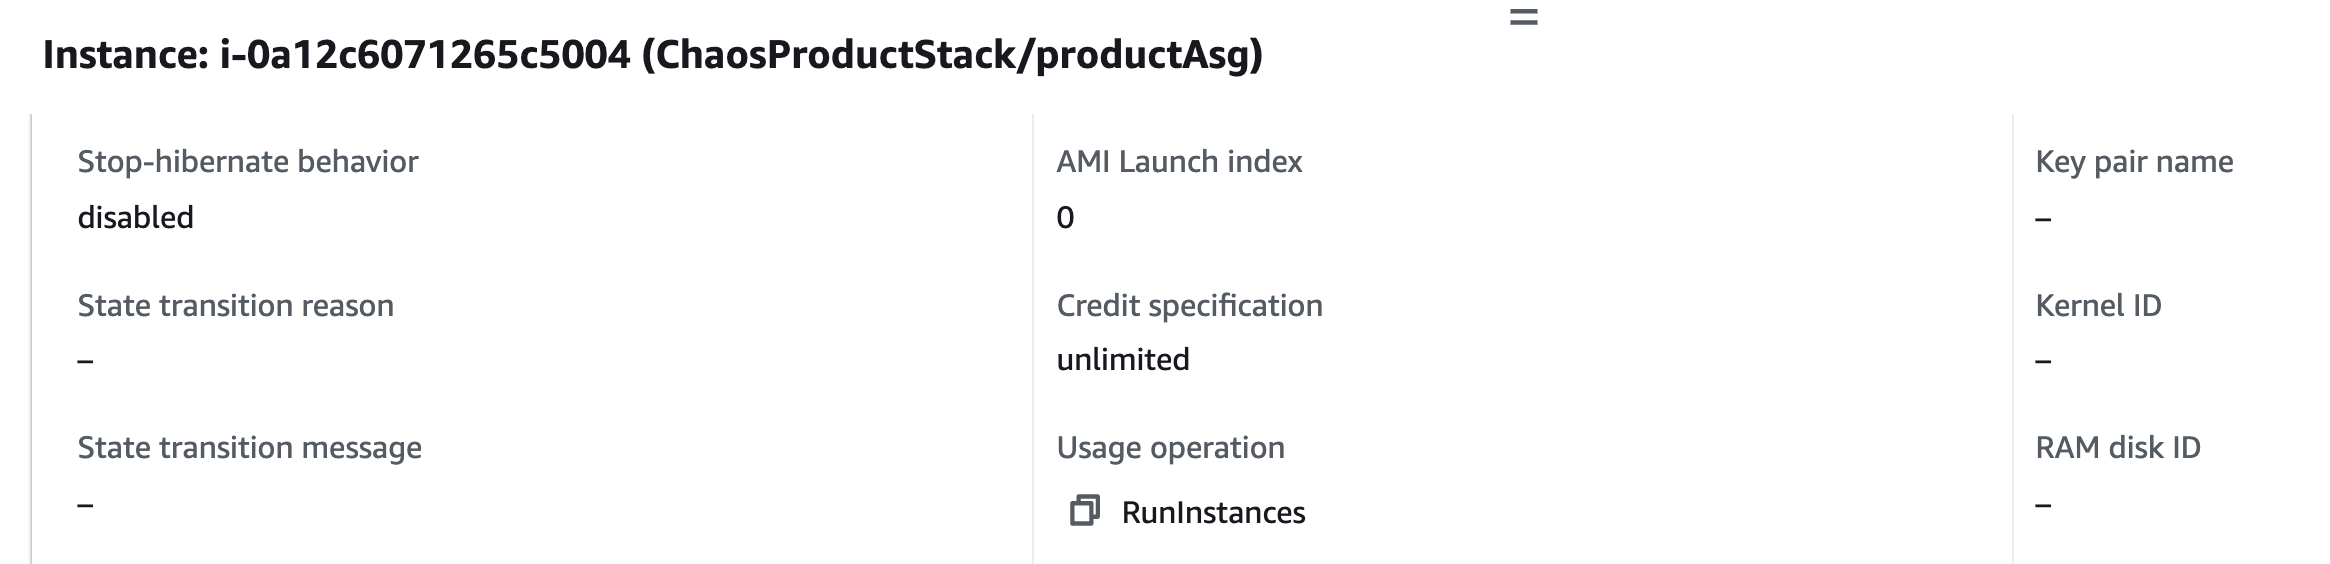 Instance: i-0a12c6071265c5004 (ChaosProductStack/productAsg)
Stop-hibernate behavior
disabled
State transition reason
–
State transition message
–
AMI Launch index
0
Credit specification
unlimited
Usage operation
RunInstances
Key pair name
–
Kernel ID
–
RAM disk ID
–